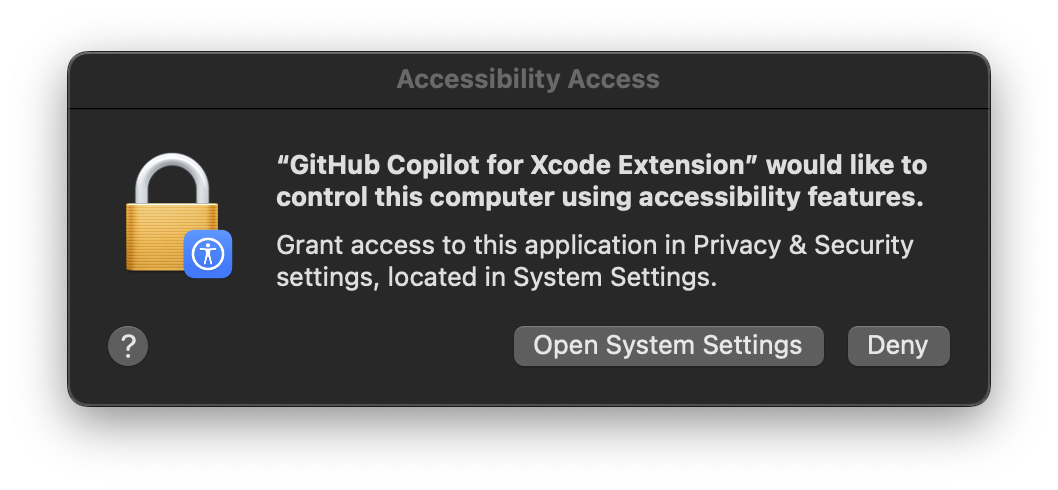 Accessibility Access
“GitHub Copilot for Xcode Extension” would like to
control this computer using accessibility features.
Grant access to this application in Privacy & Security
settings, located in System Settings.
?
Open System Settings
Deny